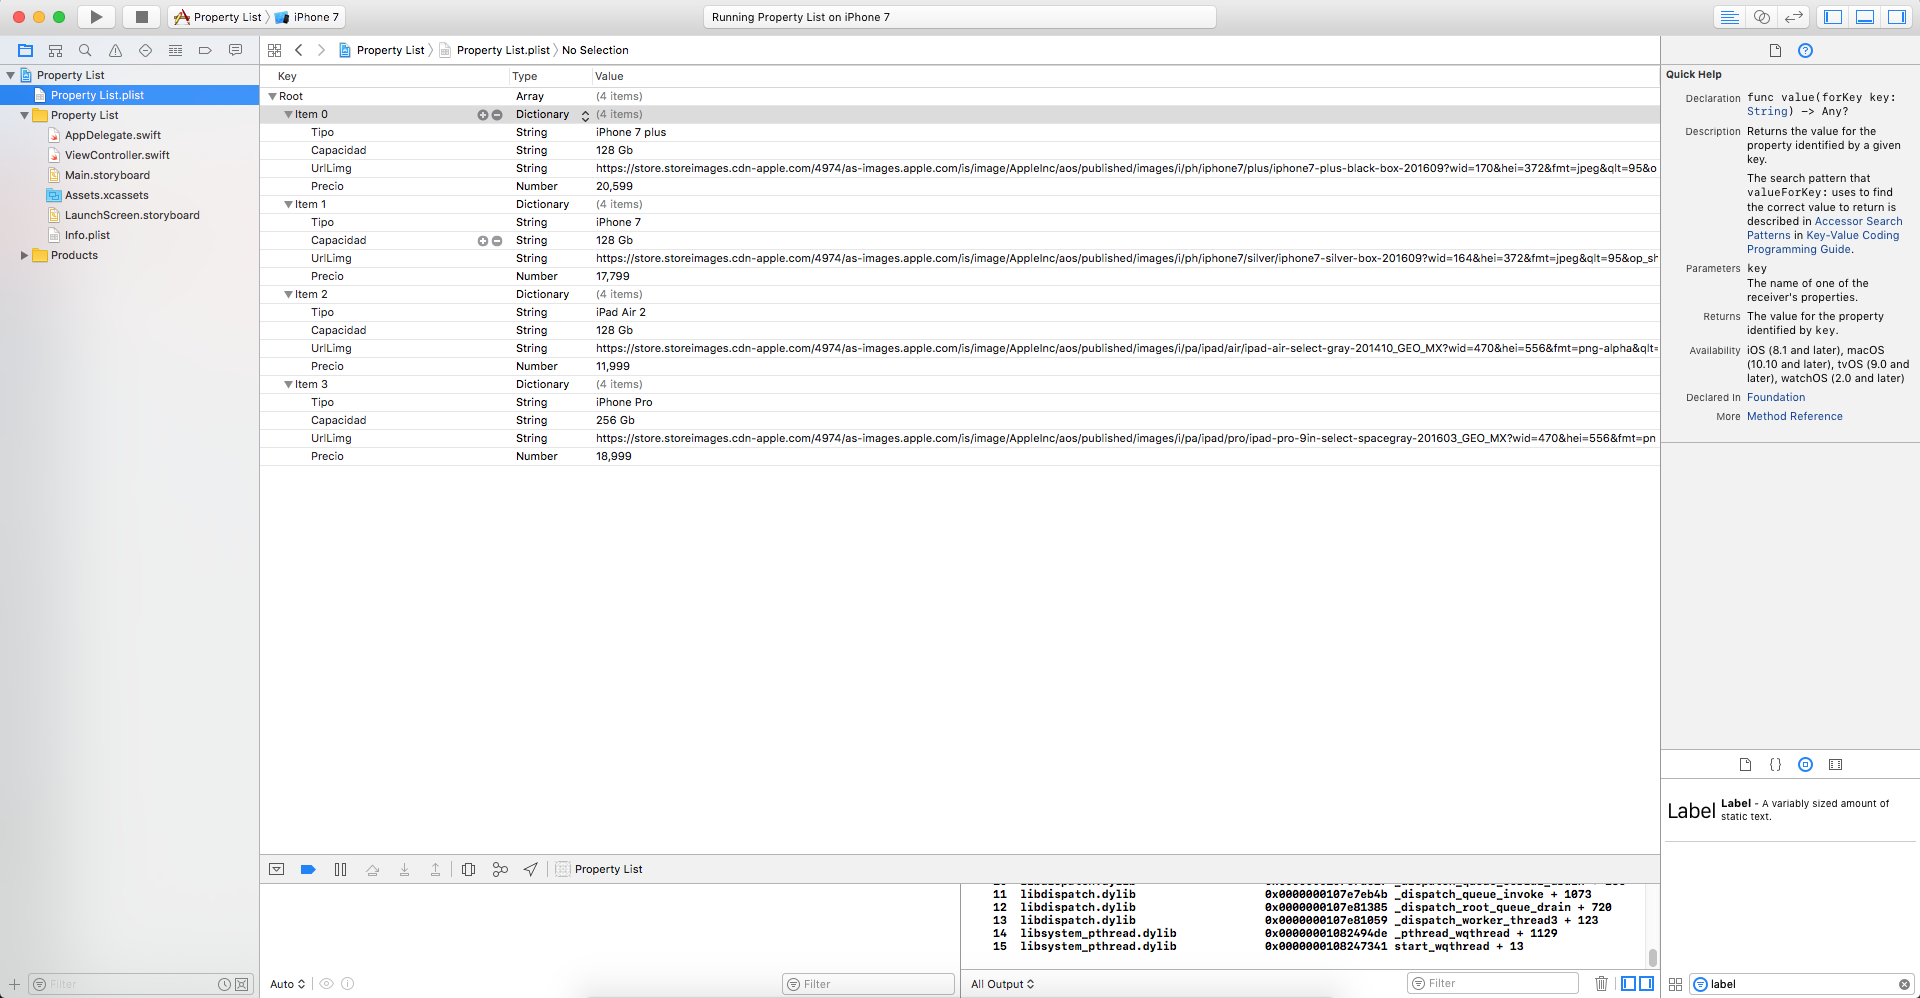 Property List 〉 iPhone 7
Running Property List on iPhone 7
Property List 〉 Property List.plist 〉 No Selection
Property List
Property List.plist
Property List
AppDelegate.swift
ViewController.swift
Main.storyboard
Assets.xcassets
LaunchScreen.storyboard
Info.plist
Products
Key Type Value
Root Array (4 items)
Item 0 Dictionary (4 items)
Tipo String iPhone 7 plus
Capacidad String 128 Gb
UrlLimg String https://store.storeimages.cdn-apple.com/4974/as-images.apple.com/is/image/AppleInc/aos/published/images/i/ph/iphone7/plus/iphone7-plus-black-box-201609?wid=170&hei=372&fmt=jpeg&qlt=95&o
Precio Number 20,599
Item 1 Dictionary (4 items)
Tipo String iPhone 7
Capacidad String 128 Gb
UrlLimg String https://store.storeimages.cdn-apple.com/4974/as-images.apple.com/is/image/AppleInc/aos/published/images/i/ph/iphone7/silver/iphone7-silver-box-201609?wid=164&hei=372&fmt=jpeg&qlt=95&op_sh
Precio Number 17,799
Item 2 Dictionary (4 items)
Tipo String iPad Air 2
Capacidad String 128 Gb
UrlLimg String https://store.storeimages.cdn-apple.com/4974/as-images.apple.com/is/image/AppleInc/aos/published/images/i/pa/ipad/air/ipad-air-select-gray-201410_GEO_MX?wid=470&hei=556&fmt=png-alpha&qlt=
Precio Number 11,999
Item 3 Dictionary (4 items)
Tipo String iPhone Pro
Capacidad String 256 Gb
UrlLimg String https://store.storeimages.cdn-apple.com/4974/as-images.apple.com/is/image/AppleInc/aos/published/images/i/pa/ipad/pro/ipad-pro-9in-select-spacegray-201603_GEO_MX?wid=470&hei=556&fmt=pn
Precio Number 18,999
Quick Help
Declaration func value(forKey key:
String) -> Any?
Description Returns the value for the
property identified by a given
key.
The search pattern that
valueForKey: uses to find
the correct value to return is
described in Accessor Search
Patterns in Key-Value Coding
Programming Guide.
Parameters key
The name of one of the
receiver's properties.
Returns The value for the property
identified by key.
Availability iOS (8.1 and later), macOS
(10.10 and later), tvOS (9.0 and
later), watchOS (2.0 and later)
Declared In Foundation
More Method Reference
Label Label - A variably sized amount of
static text.
label
Property List
11 libdispatch.dylib 0x0000000107e7eb4b _dispatch_queue_invoke + 1073
12 libdispatch.dylib 0x0000000107e81385 _dispatch_root_queue_drain + 720
13 libdispatch.dylib 0x0000000107e81059 _dispatch_worker_thread3 + 123
14 libsystem_pthread.dylib 0x00000001082494de _pthread_wqthread + 1129
15 libsystem_pthread.dylib 0x0000000108247341 start_wqthread + 13
Filter
Auto
Filter
All Output
Filter